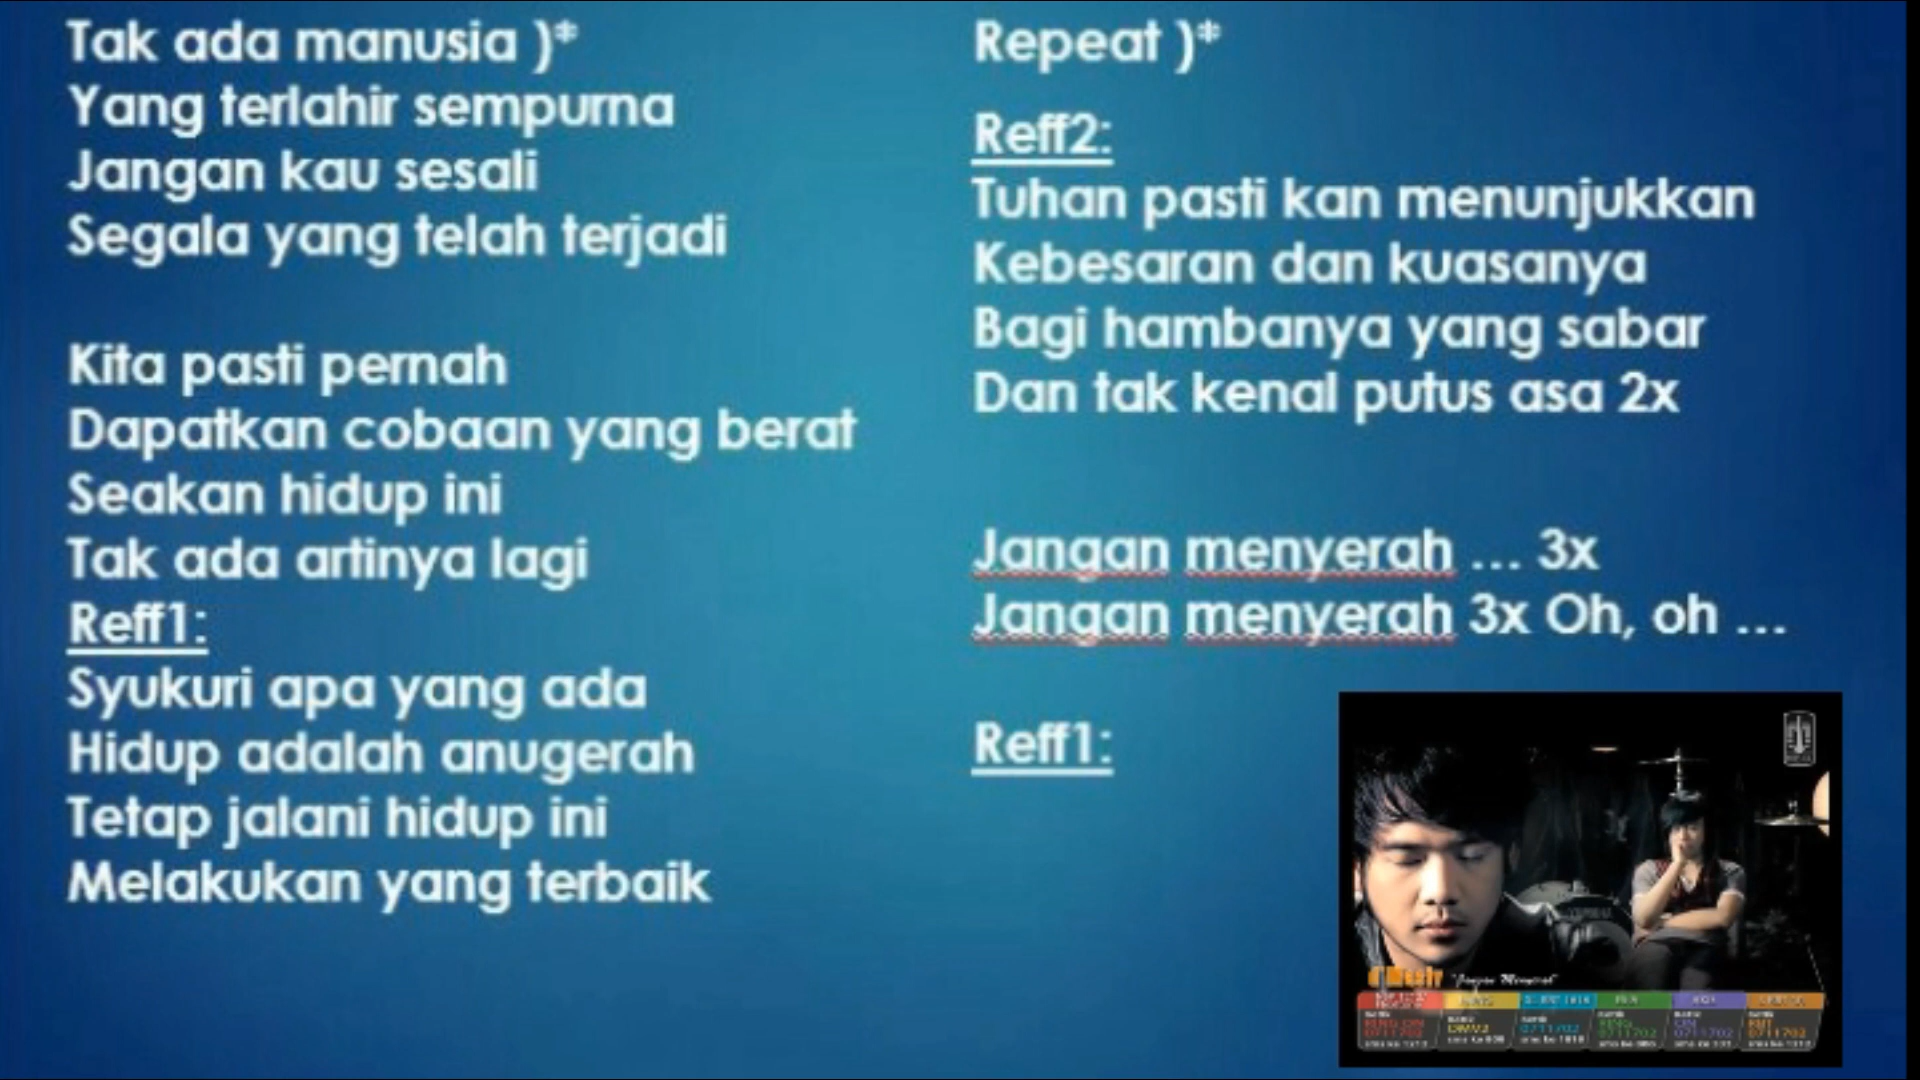 Tak ada manusia )*
Yang terlahir sempurna
Jangan kau sesali
Segala yang telah terjadi
Kita pasti pernah
Dapatkan cobaan yang berat
Seakan hidup ini
Tak ada artinya lagi
Reff1:
Syukuri apa yang ada
Hidup adalah anugerah
Tetap jalani hidup ini
Melakukan yang terbaik
Repeat )*
Reff2:
Tuhan pasti kan menunjukkan
Kebesaran dan kuasanya
Bagi hambanya yang sabar
Dan tak kenal putus asa 2x
Jangan menyerah ... 3x
Jangan menyerah 3x Oh, oh ...
Reff1:
d'Masiv "Jangan Menyerah"